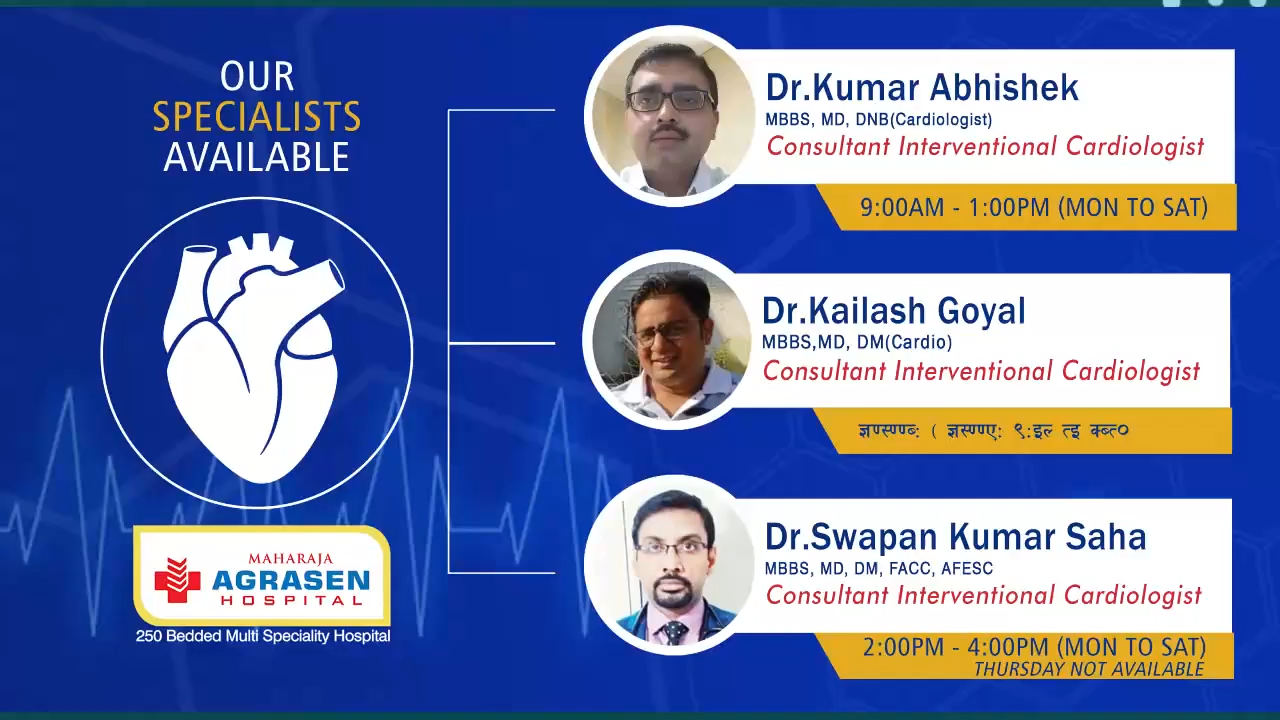 OUR
SPECIALISTS
AVAILABLE
MAHARAJA
AGRASEN
HOSPITAL
250 Bedded Multi Speciality Hospital
Dr.Kumar Abhishek
MBBS, MD, DNB(Cardiologist)
Consultant Interventional Cardiologist
9:00AM - 1:00PM (MON TO SAT)
Dr.Kailash Goyal
MBBS,MD, DM(Cardio)
Consultant Interventional Cardiologist
Dr.Swapan Kumar Saha
MBBS, MD, DM, FACC, AFESC
Consultant Interventional Cardiologist
2:00PM - 4:00PM (MON TO SAT)
THURSDAY NOT AVAILABLE